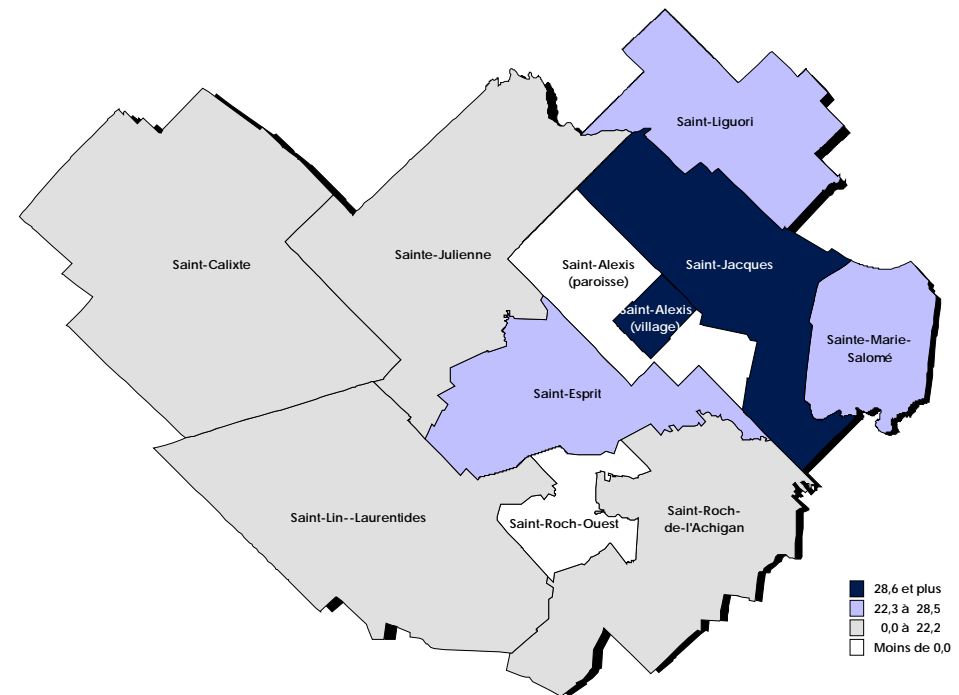 Saint-Liguori
Saint-Calixte
Sainte-Julienne
Saint-Alexis
(paroisse)
Saint-Jacques
Saint-Alexis
(village)
Sainte-Marie-
Salomé
Saint-Esprit
Saint-Lin--Laurentides
Saint-Roch-Ouest
Saint-Roch-
de-l'Achigan
28,6 et plus
22,3 à 28,5
0,0 à 22,2
Moins de 0,0